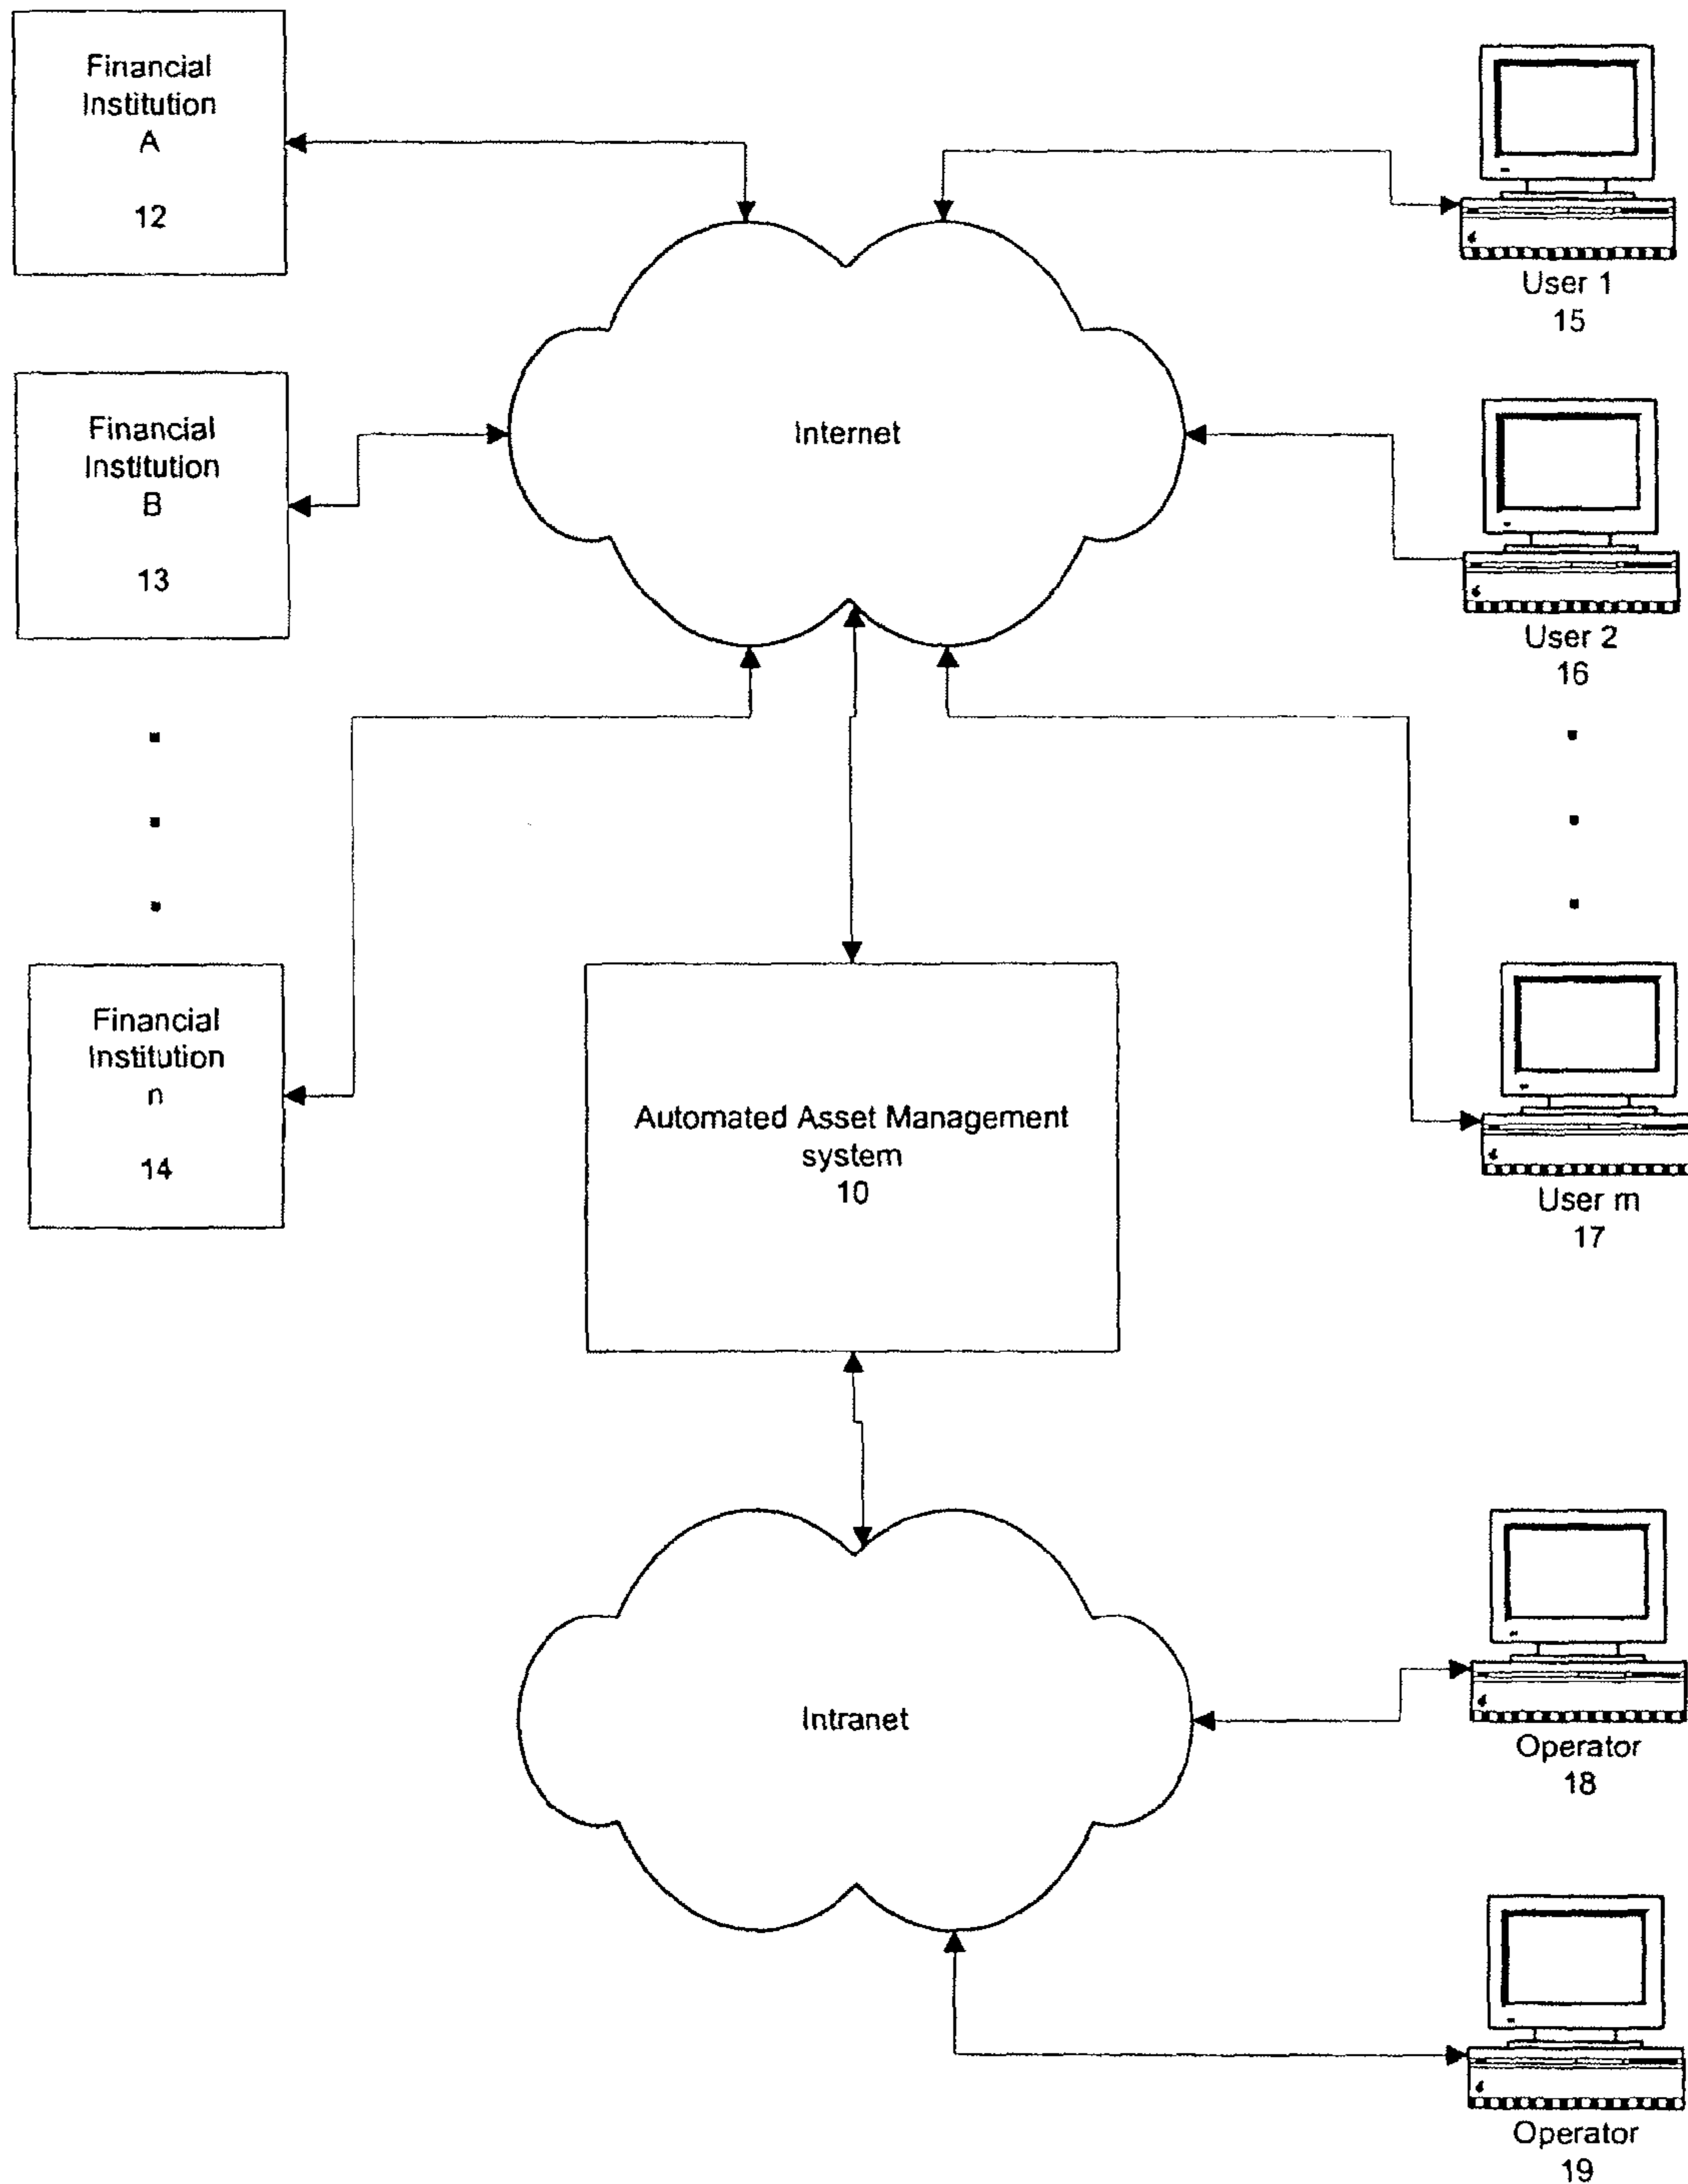 Financial
Institution
A
12
User 1
15
Financial
Institution
B
13
Internet
User 2
16
Financial
Institution
n
14
Automated Asset Management
system
10
User m
17
Intranet
Operator
18
Operator
19